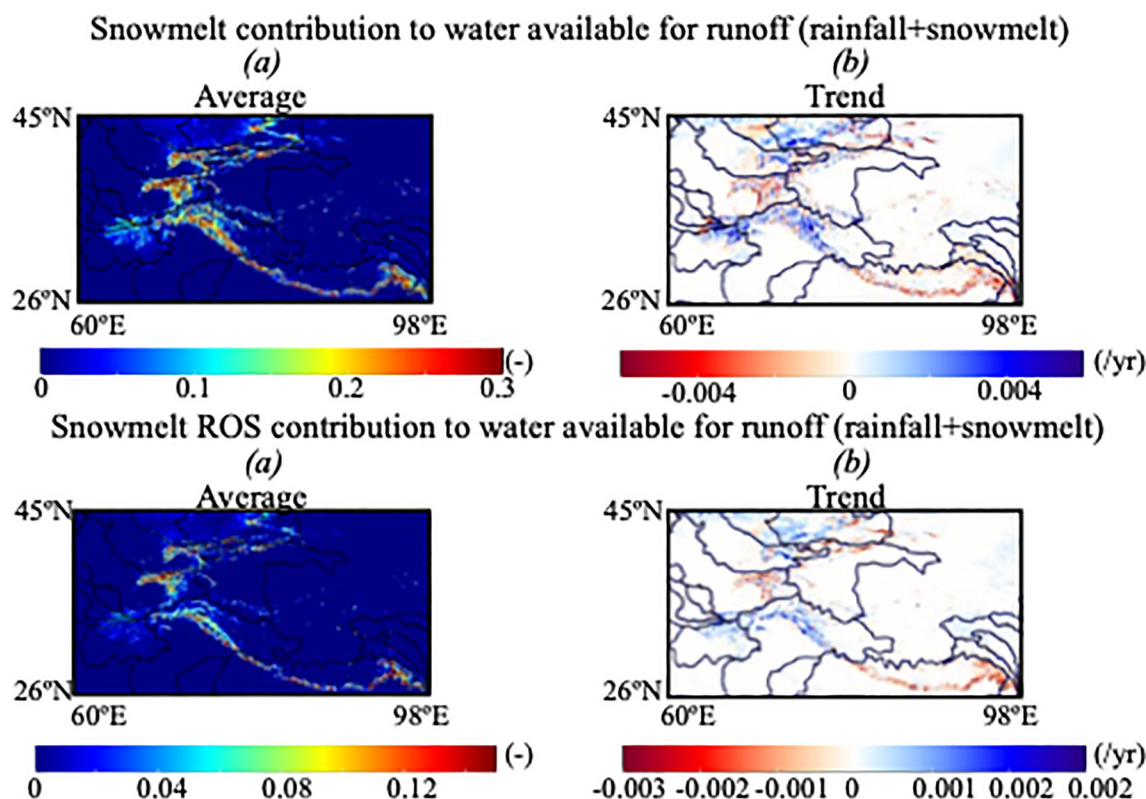 Snowmelt contribution to water available for runoff (rainfall+snowmelt)
(a) (b)
Average Trend
45ºN 45ºN
26ºN 26ºN
60ºE 98ºE 60ºE 98ºE
(-) (/yr)
0 0.1 0.2 0.3 -0.004 0 0.004
Snowmelt ROS contribution to water available for runoff (rainfall+snowmelt)
(a) (b)
Average Trend
45ºN 45ºN
26ºN 26ºN
60ºE 98ºE 60ºE 98ºE
(-) (/yr)
0 0.04 0.08 0.12 -0.003 -0.002 -0.001 0 0.001 0.002 0.002